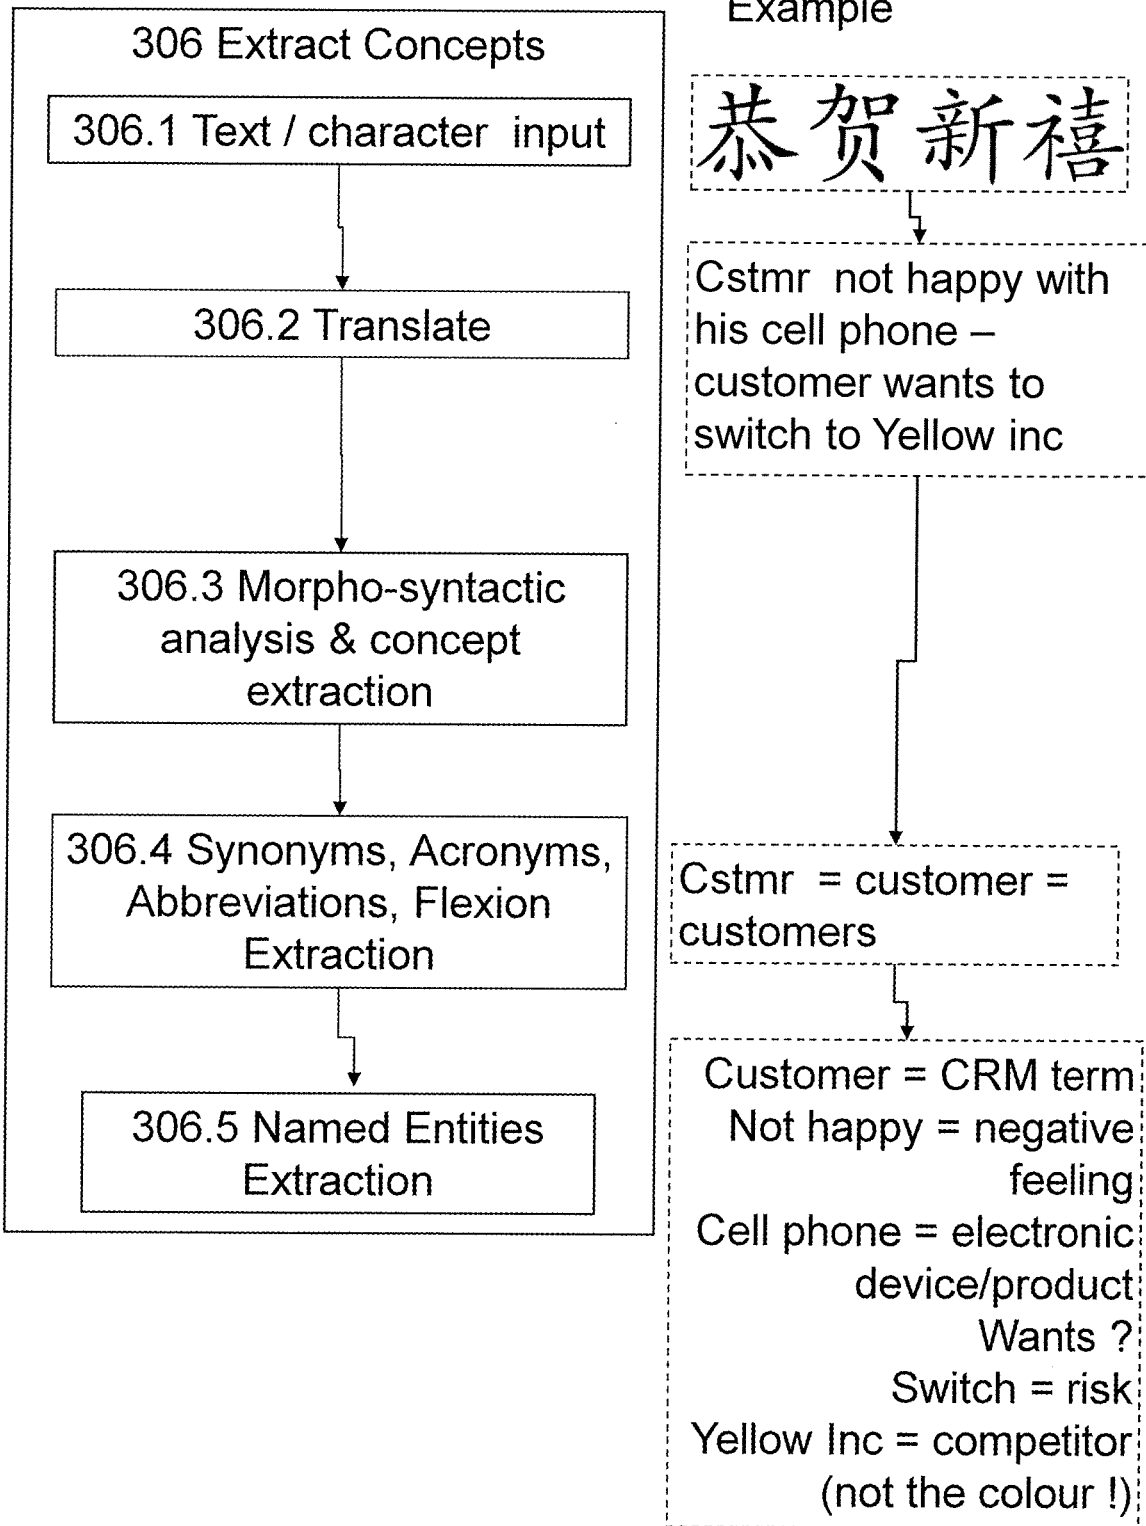 306 Extract Concepts
306.1 Text / character input
306.2 Translate
306.3 Morpho-syntactic
analysis & concept
extraction
306.4 Synonyms, Acronyms,
Abbreviations, Flexion
Extraction
306.5 Named Entities
Extraction
Example
恭贺新禧
Cstmr not happy with
his cell phone –
customer wants to
switch to Yellow inc
Cstmr = customer =
customers
Customer = CRM term
Not happy = negative
feeling
Cell phone = electronic
device/product
Wants ?
Switch = risk
Yellow Inc = competitor
(not the colour !)